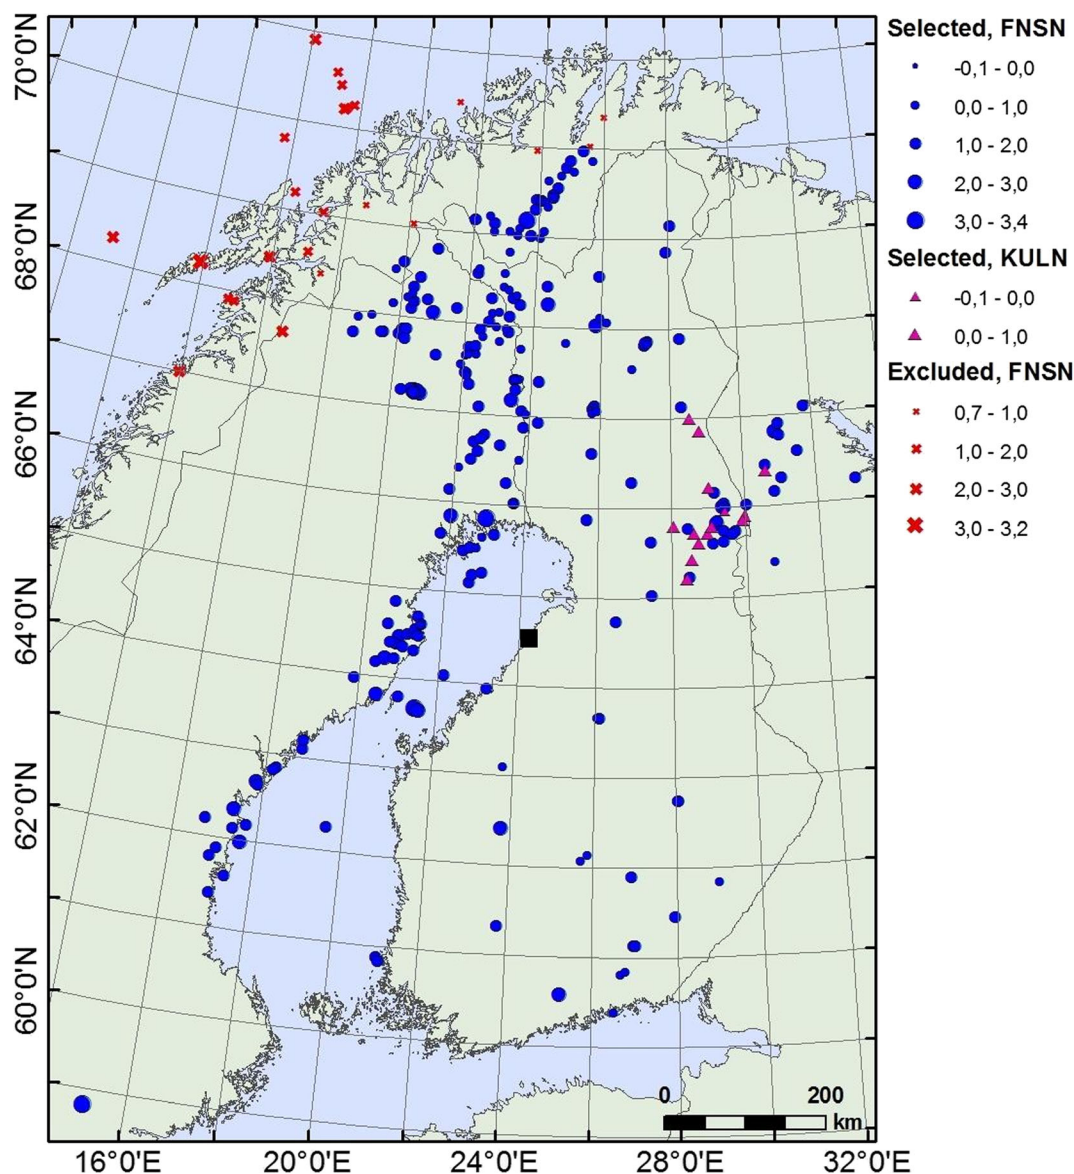 Selected, FNSN
-0,1 - 0,0
0,0 - 1,0
1,0 - 2,0
2,0 - 3,0
3,0 - 3,4
Selected, KULN
-0,1 - 0,0
0,0 - 1,0
Excluded, FNSN
0,7 - 1,0
1,0 - 2,0
2,0 - 3,0
3,0 - 3,2
70°0'N
68°0'N
66°0'N
64°0'N
62°0'N
60°0'N
0 200
km
16°0'E 20°0'E 24°0'E 28°0'E 32°0'E